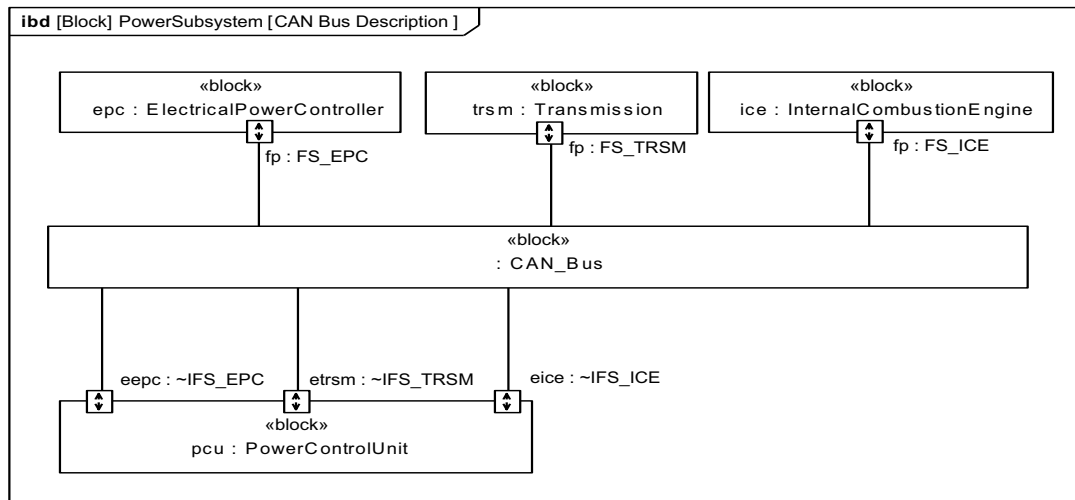 ibd [Block] PowerSubsystem [CAN Bus Description ]
«block»
epc : ElectricalPowerController
«block»
trsm : Transmission
«block»
ice : InternalCombustionEngine
fp : FS_EPC
fp : FS_TRSM
fp : FS_ICE
«block»
: CAN_Bus
eepc : ~IFS_EPC
etrsm : ~IFS_TRSM
eice : ~IFS_ICE
«block»
pcu : PowerControlUnit